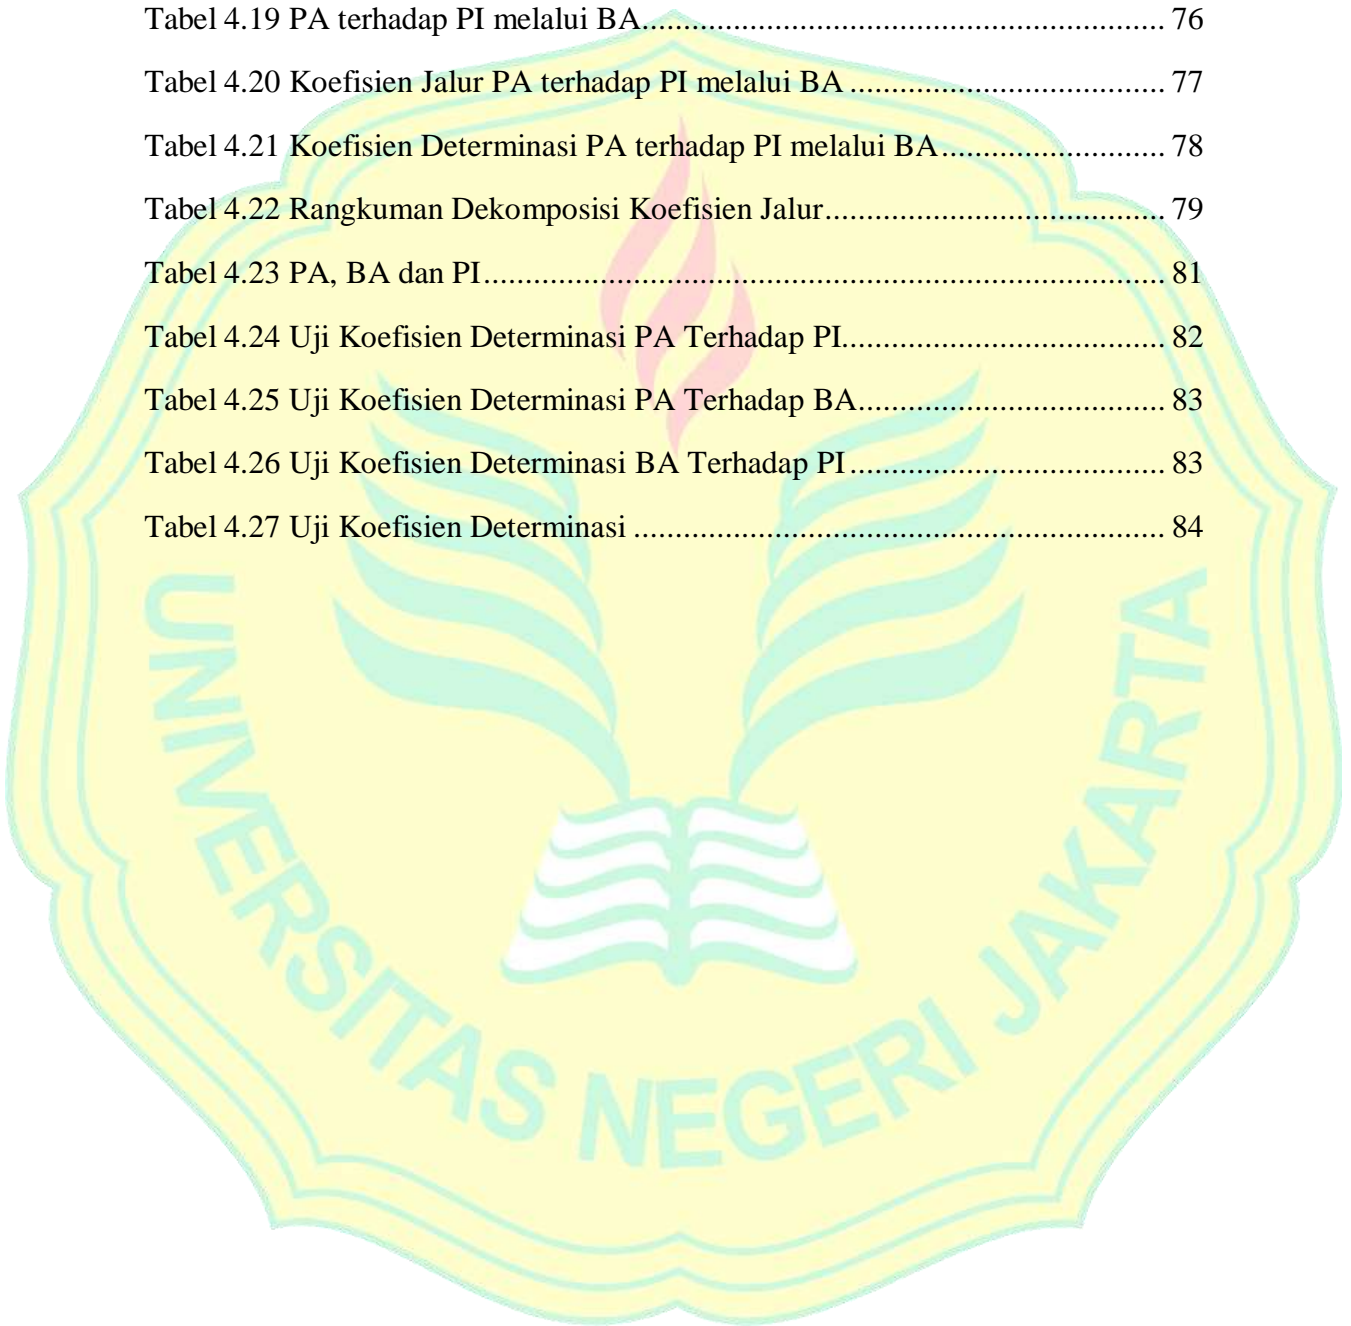 Tabel 4.19 PA terhadap PI melalui BA.................................................................. 76
Tabel 4.20 Koefisien Jalur PA terhadap PI melalui BA ........................................ 77
Tabel 4.21 Koefisien Determinasi PA terhadap PI melalui BA............................ 78
Tabel 4.22 Rangkuman Dekomposisi Koefisien Jalur........................................... 79
Tabel 4.23 PA, BA dan PI...................................................................................... 81
Tabel 4.24 Uji Koefisien Determinasi PA Terhadap PI......................................... 82
Tabel 4.25 Uji Koefisien Determinasi PA Terhadap BA....................................... 83
Tabel 4.26 Uji Koefisien Determinasi BA Terhadap PI ........................................ 83
Tabel 4.27 Uji Koefisien Determinasi ................................................................... 84
UNIVERSITAS NEGERI JAKARTA